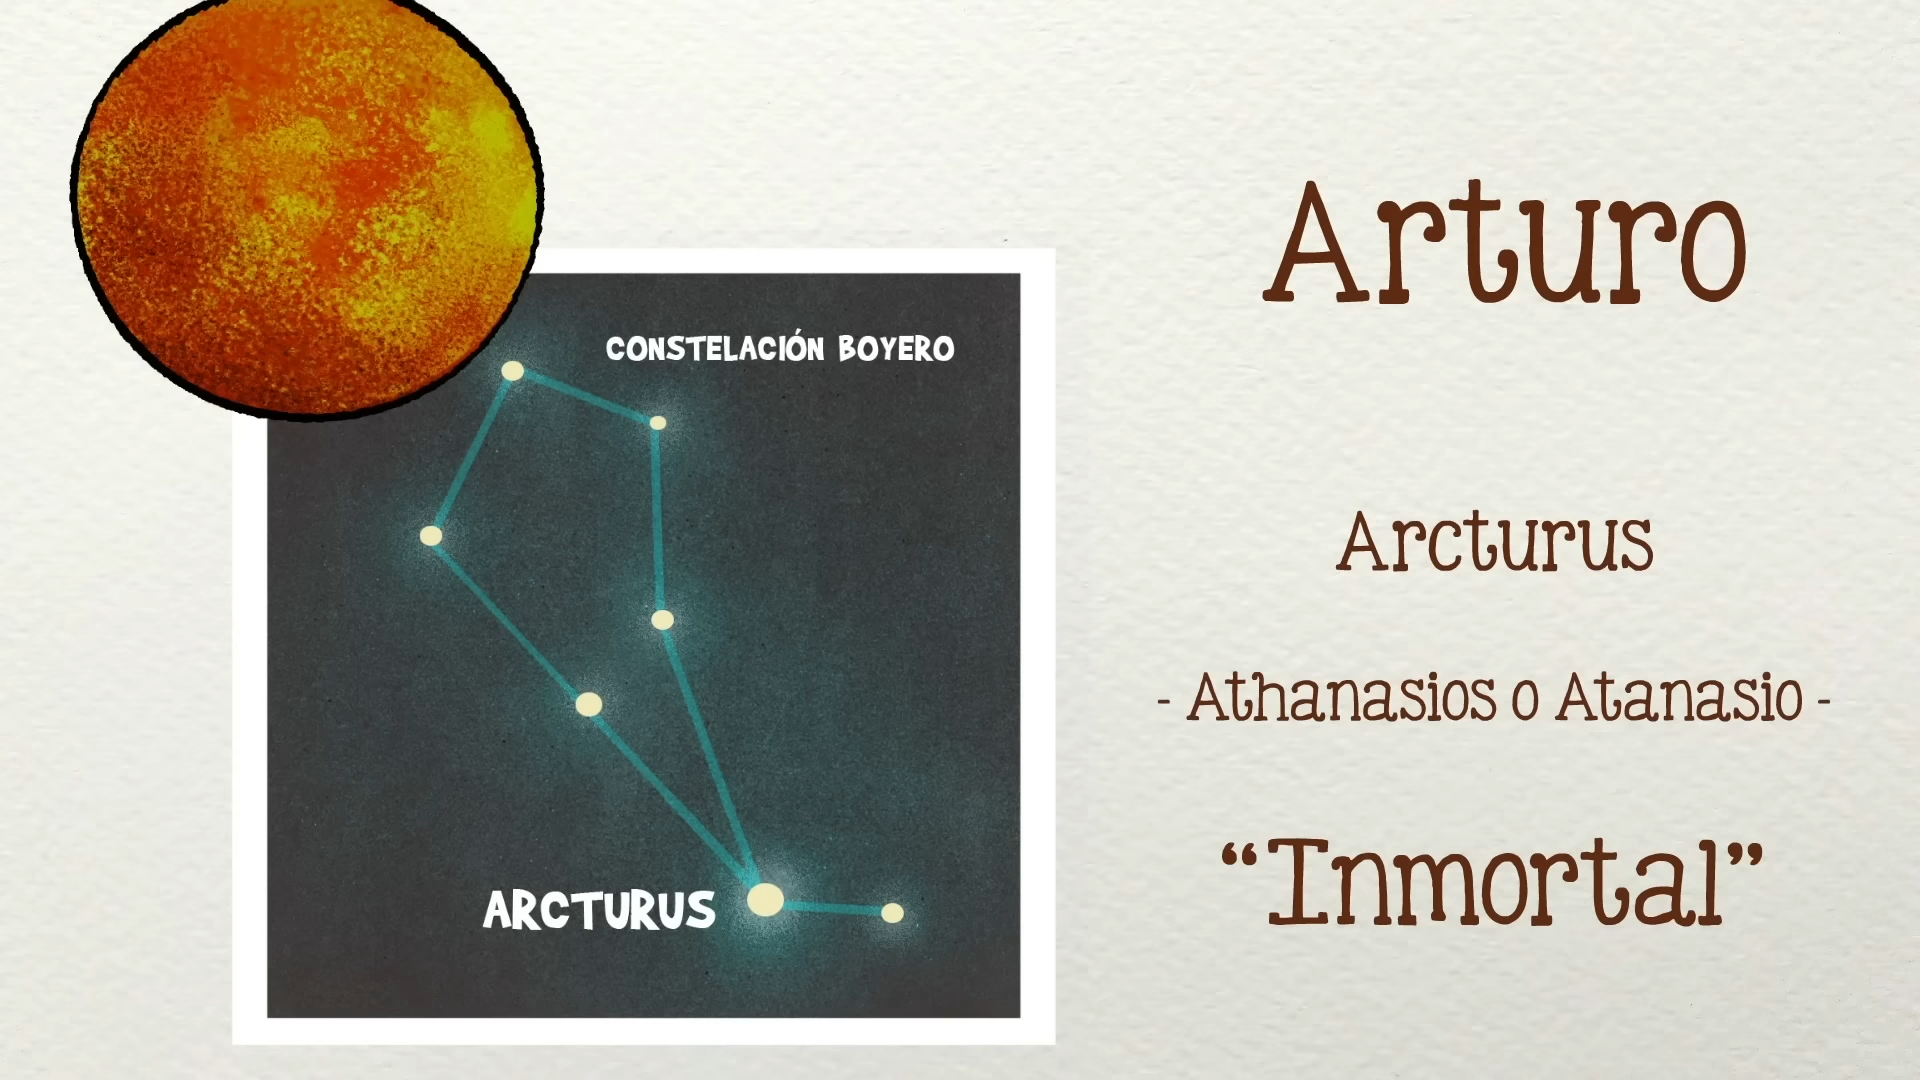 CONSTELACIÓN BOYERO
ARCTURUS
Arturo
Arcturus
- Athanasios o Atanasio -
“Inmortal”